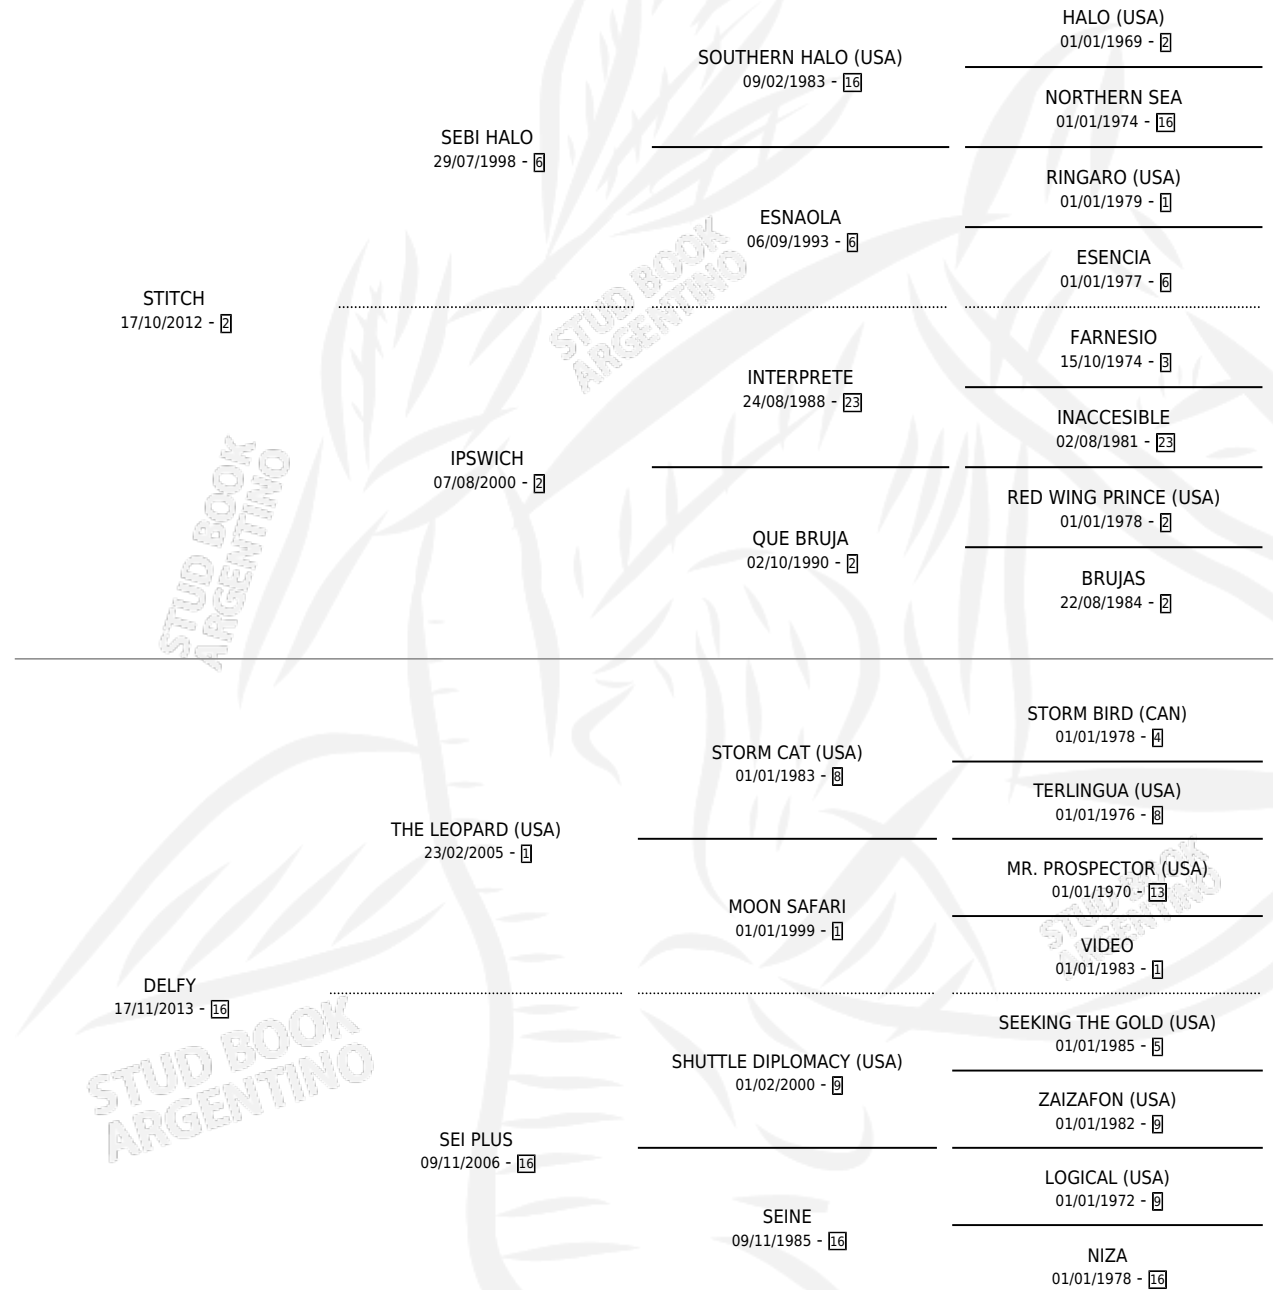 HALO (USA)
01/01/1969 - 2
SOUTHERN HALO (USA)
09/02/1983 - 16
NORTHERN SEA
01/01/1974 - 16
SEBI HALO
29/07/1998 - 6
RINGARO (USA)
01/01/1979 - 1
ESNAOLA
06/09/1993 - 6
ESENCIA
01/01/1977 - 6
STITCH
17/10/2012 - 2
FARNESIO
15/10/1974 - 3
INTERPRETE
24/08/1988 - 23
INACCESIBLE
02/08/1981 - 23
IPSWICH
07/08/2000 - 2
RED WING PRINCE (USA)
01/01/1978 - 2
QUE BRUJA
02/10/1990 - 2
BRUJAS
22/08/1984 - 2
STORM BIRD (CAN)
01/01/1978 - 4
STORM CAT (USA)
01/01/1983 - 8
TERLINGUA (USA)
01/01/1976 - 8
THE LEOPARD (USA)
23/02/2005 - 1
MR. PROSPECTOR (USA)
01/01/1970 - 13
MOON SAFARI
01/01/1999 - 1
VIDEO
01/01/1983 - 1
DELFY
17/11/2013 - 16
SEEKING THE GOLD (USA)
01/01/1985 - 5
SHUTTLE DIPLOMACY (USA)
01/02/2000 - 9
ZAIZAFON (USA)
01/01/1982 - 9
SEI PLUS
09/11/2006 - 16
LOGICAL (USA)
01/01/1972 - 9
SEINE
09/11/1985 - 16
NIZA
01/01/1978 - 16
STUD BOOK
ARGENTINO
STUD BOOK
ARGENTINO
STUD BOOK
ARGENTINO
STUD BOOK
ARGENTINO